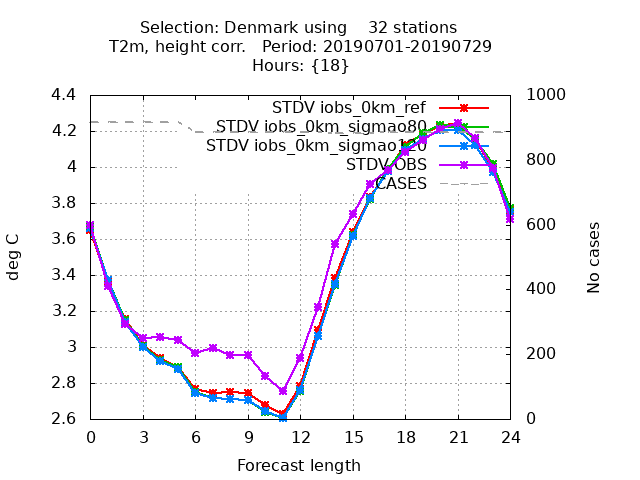 Selection: Denmark using 32 stations
T2m, height corr. Period: 20190701-20190729
Hours: {18}
STDV iobs_0km_ref
STDV iobs_0km_sigmao80
STDV iobs_0km_sigmao120
STDV OBS
CASES
4.4
4.2
4
3.8
3.6
3.4
3.2
3
2.8
2.6
deg C
1000
800
600
400
200
0
No cases
0 3 6 9 12 15 18 21 24
Forecast length